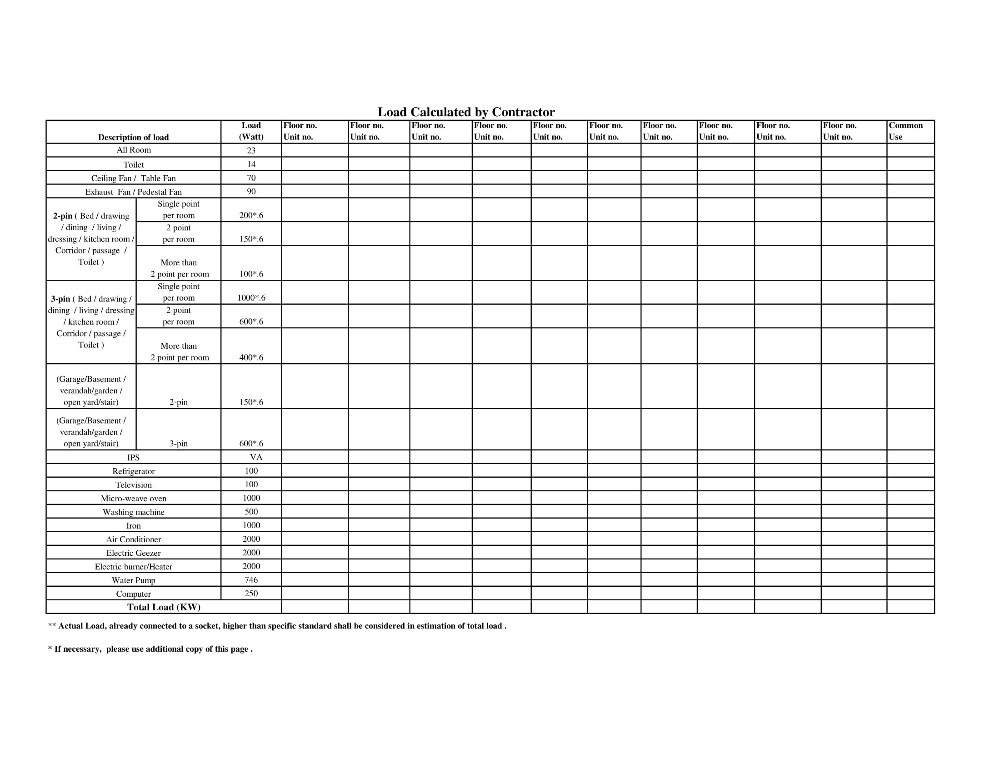 Load Calculated by Contractor
Description of load
Load
(Watt)
Floor no.
Unit no.
Floor no.
Unit no.
Floor no.
Unit no.
Floor no.
Unit no.
Floor no.
Unit no.
Floor no.
Unit no.
Floor no.
Unit no.
Floor no.
Unit no.
Floor no.
Unit no.
Floor no.
Unit no.
Common
Use
All Room 23
Toilet 14
Ceiling Fan /  Table Fan 70
Exhaust  Fan / Pedestal Fan 90
2-pin ( Bed / drawing
/ dining  / living /
dressing / kitchen room /
Corridor / passage  /
Toilet )
Single point
per room 200*.6
2 point
per room 150*.6
More than
2 point per room 100*.6
3-pin ( Bed / drawing /
dining  / living / dressing
/ kitchen room /
Corridor / passage /
Toilet )
Single point
per room 1000*.6
2 point
per room 600*.6
More than
2 point per room 400*.6
(Garage/Basement /
verandah/garden /
open yard/stair) 2-pin 150*.6
(Garage/Basement /
verandah/garden /
open yard/stair) 3-pin 600*.6
IPS VA
Refrigerator 100
Television 100
Micro-weave oven 1000
Washing machine 500
Iron 1000
Air Conditioner 2000
Electric Geezer 2000
Electric burner/Heater 2000
Water Pump 746
Computer 250
Total Load (KW)
** Actual Load, already connected to a socket, higher than specific standard shall be considered in estimation of total load .
* If necessary,  please use additional copy of this page .